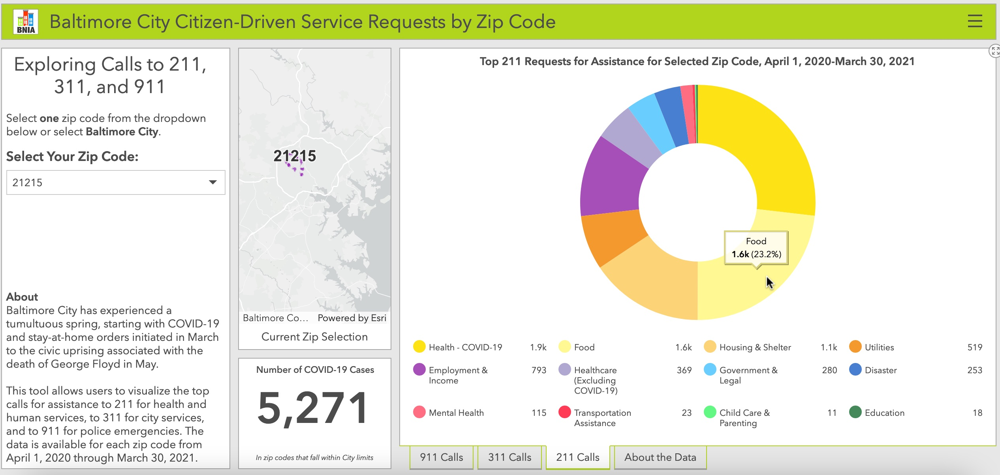 BNIA
Baltimore City Citizen-Driven Service Requests by Zip Code
Exploring Calls to 211,
311, and 911
Select one zip code from the dropdown
below or select Baltimore City.
Select Your Zip Code:
21215
About
Baltimore City has experienced a
tumultuous spring, starting with COVID-19
and stay-at-home orders initiated in March
to the civic uprising associated with the
death of George Floyd in May.
This tool allows users to visualize the top
calls for assistance to 211 for health and
human services, to 311 for city services,
and to 911 for police emergencies. The
data is available for each zip code from
April 1, 2020 through March 30, 2021.
21215
Baltimore Co... Powered by Esri
Current Zip Selection
Number of COVID-19 Cases
5,271
In zip codes that fall within City limits
Top 211 Requests for Assistance for Selected Zip Code, April 1, 2020-March 30, 2021
Food
1.6k (23.2%)
Health - COVID-19 1.9k
Food 1.6k
Housing & Shelter 1.1k
Utilities 519
Employment & 793
Income
Healthcare 369
(Excluding
COVID-19)
Government & 280
Legal
Disaster 253
Mental Health 115
Transportation 23
Assistance
Child Care & 11
Parenting
Education 18
911 Calls
311 Calls
211 Calls
About the Data